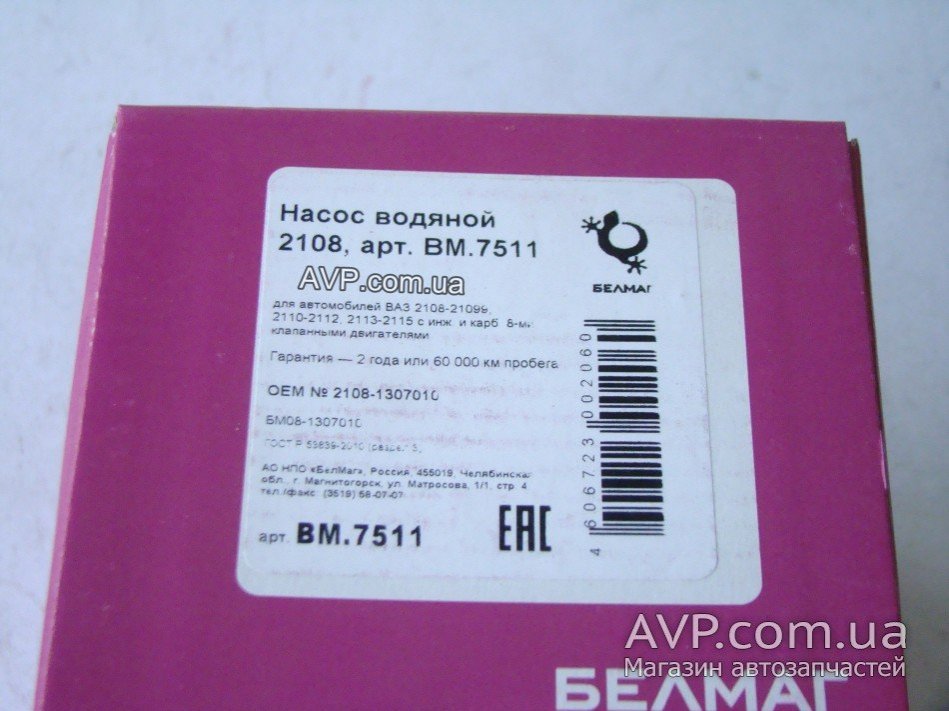 Насос водяной
2108, арт. ВМ.7511
AVP.com.ua
для автомобилей ВАЗ 2108-21099,
2110-2112, 2113-2115 с инж. и карб. 8-ми
клапанными двигателями
Гарантия — 2 года или 60 000 км пробега
OEM № 2108-1307010
БМ08-1307010
ГОСТ Р 53839-2010
АО НПО «БелМаг», Россия, 455019, Челябинская
обл., г. Магнитогорск, ул. Матросова, 1/1, стр. 4
тел./факс: (3519) 58-07-07
арт. ВМ.7511
EAC
БЕЛМАГ
4 606723 002060
AVP.com.ua
Магазин автозапчастей
БЕЛМАГ